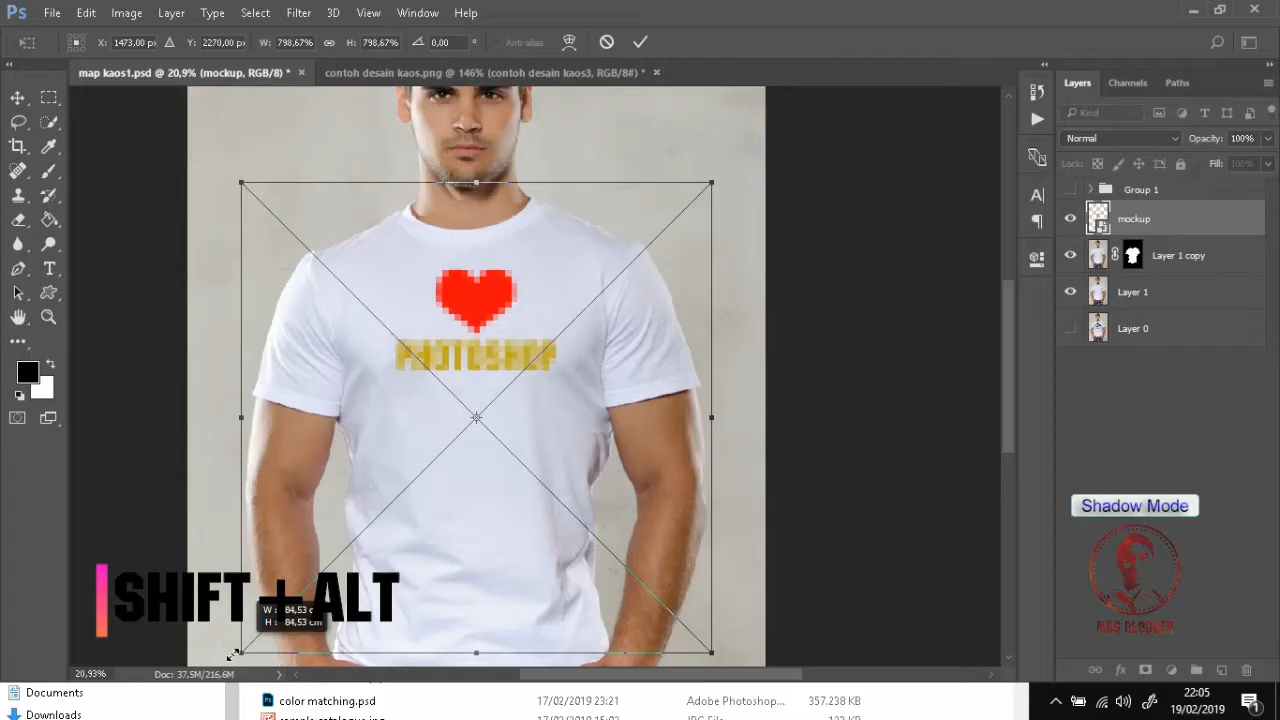 Ps File Edit Image Layer Type Select Filter 3D View Window Help
X: 1473,00 px Y: 2270,00 px W: 798,67% H: 798,67% 0,00 ° Anti-alias
map kaos1.psd @ 20,9% (mockup, RGB/8) * contoh desain kaos.png @ 146% (contoh desain kaos3, RGB/8#) *
Layers Channels Paths
Kind
Normal Opacity: 100%
Lock: Fill: 100%
Group 1
mockup
Layer 1 copy
Layer 1
Layer 0
PHOTOSHOP
Shadow Mode
MAS BLOGGER
SHIFT + ALT
W : 84,53 c
H : 84,53 cm
20,93% Doc: 37,5M/216,6M
Documents
Downloads
color matching.psd 17/02/2019 23:21 Adobe Photoshop... 357.238 KB
22:05
19/02/2019